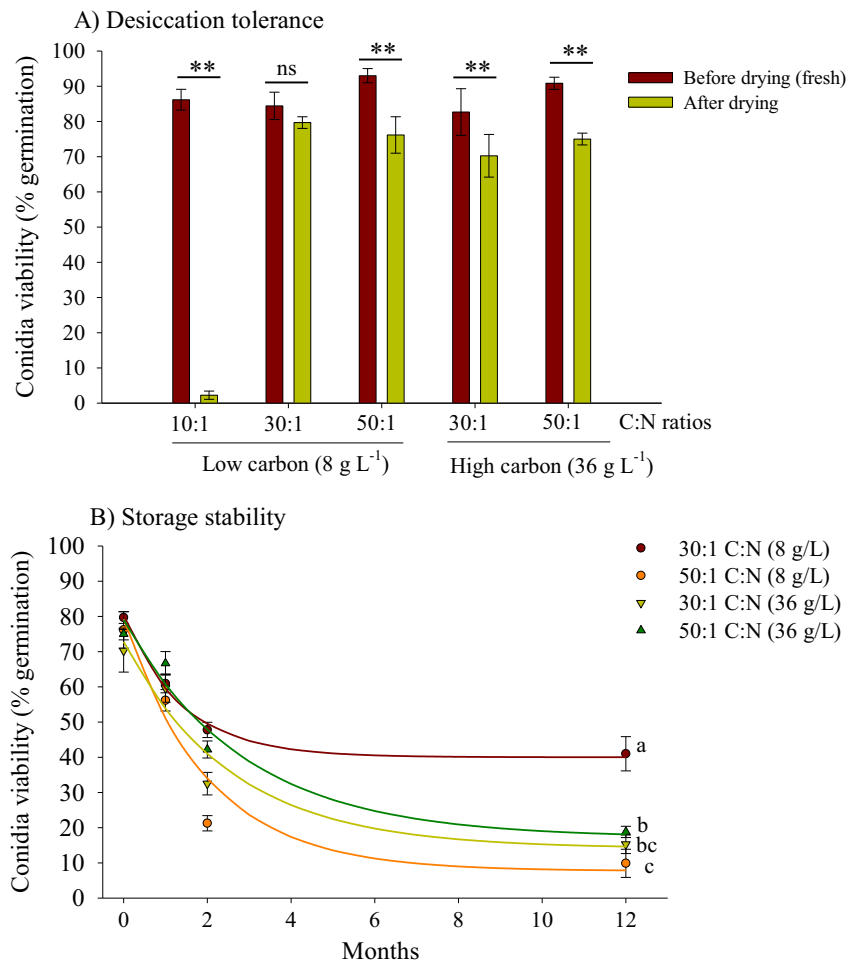 A) Desiccation tolerance
Conidia viability (% germination)
100
90
80
70
60
50
40
30
20
10
0
** ns ** ** **
Before drying (fresh)
After drying
10:1 30:1 50:1 30:1 50:1 C:N ratios
Low carbon (8 g L⁻¹) High carbon (36 g L⁻¹)
B) Storage stability
Conidia viability (% germination)
100
90
80
70
60
50
40
30
20
10
0
30:1 C:N (8 g/L)
50:1 C:N (8 g/L)
30:1 C:N (36 g/L)
50:1 C:N (36 g/L)
a
b
bc
c
0 2 4 6 8 10 12
Months